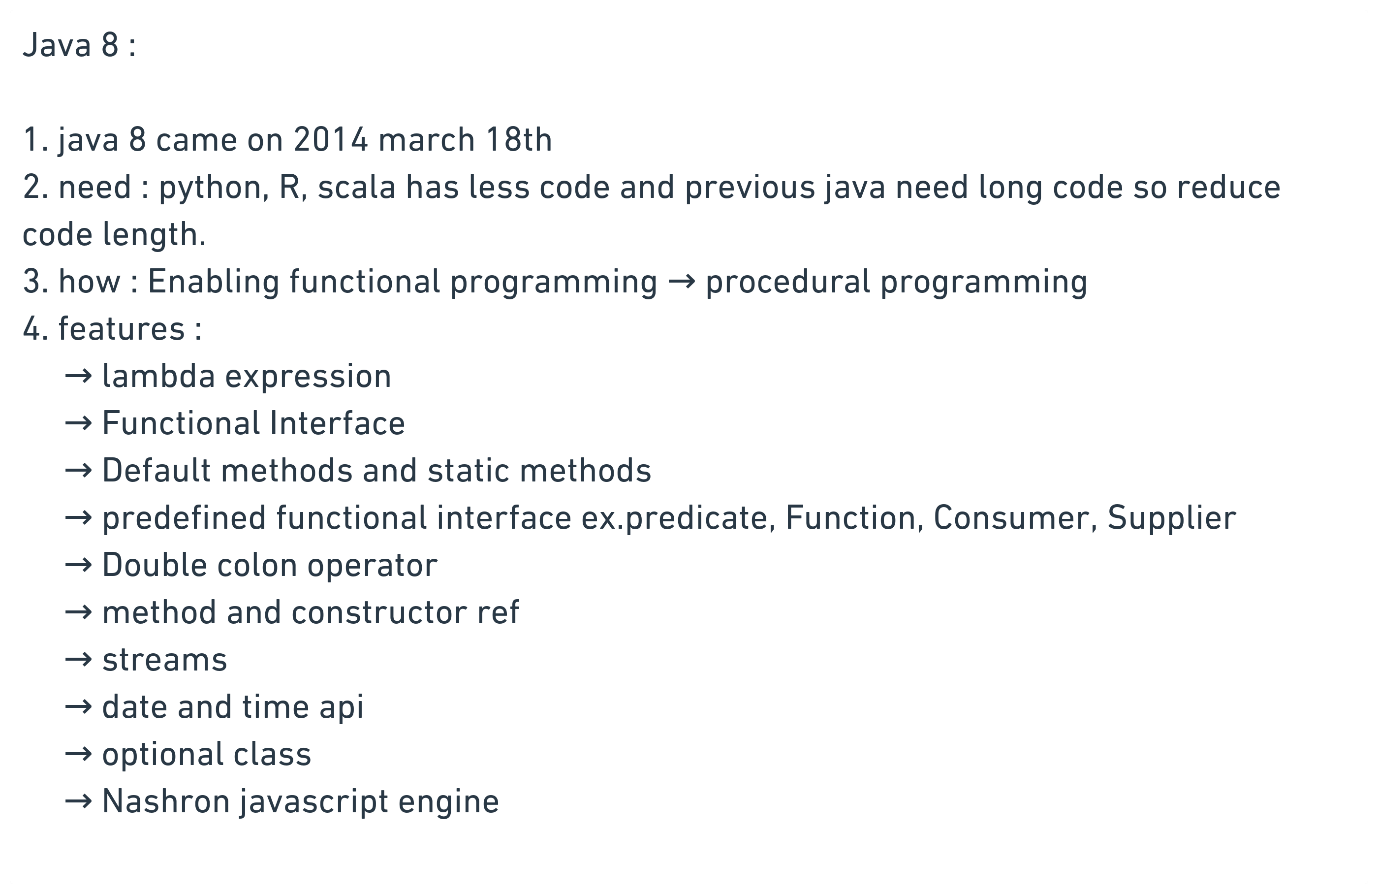 Java 8 :
1. java 8 came on 2014 march 18th
2. need : python, R, scala has less code and previous java need long code so reduce
code length.
3. how : Enabling functional programming → procedural programming
4. features :
→ lambda expression
→ Functional Interface
→ Default methods and static methods
→ predefined functional interface ex.predicate, Function, Consumer, Supplier
→ Double colon operator
→ method and constructor ref
→ streams
→ date and time api
→ optional class
→ Nashron javascript engine